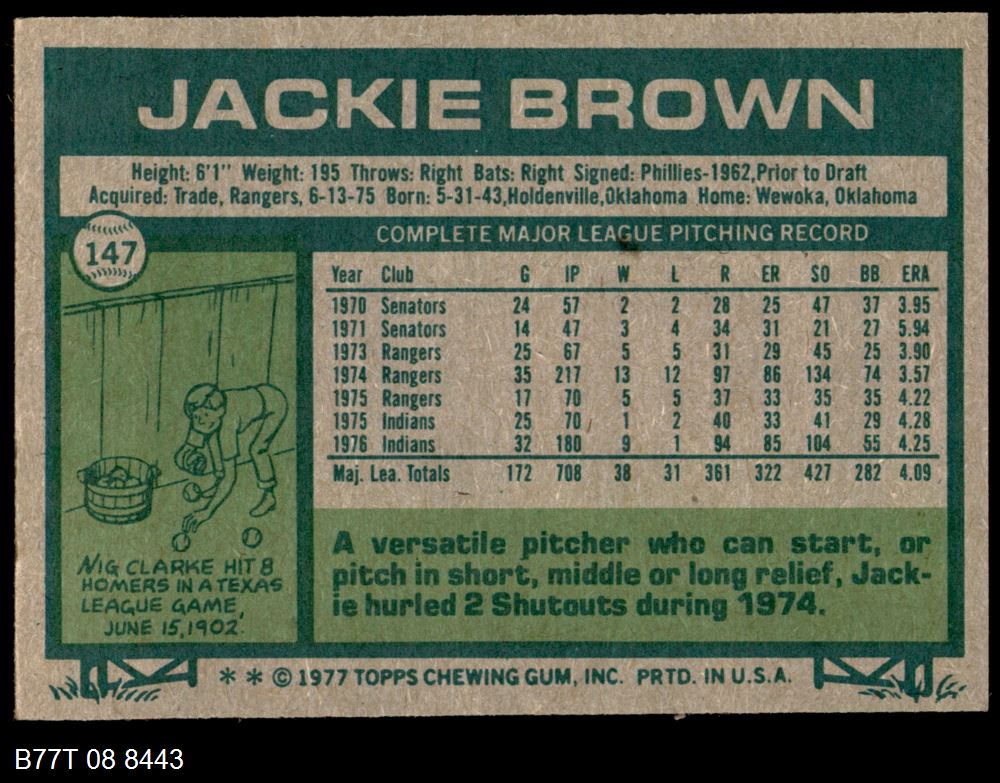 JACKIE BROWN
Height: 6'1" Weight: 195 Throws: Right Bats: Right Signed: Phillies-1962,Prior to Draft
Acquired: Trade, Rangers, 6-13-75 Born: 5-31-43,Holdenville,Oklahoma Home: Wewoka, Oklahoma
147
COMPLETE MAJOR LEAGUE PITCHING RECORD
Year Club G IP W L R ER SO BB ERA
1970 Senators 24 57 2 2 28 25 47 37 3.95
1971 Senators 14 47 3 4 34 31 21 27 5.94
1973 Rangers 25 67 5 5 31 29 45 25 3.90
1974 Rangers 35 217 13 12 97 86 134 74 3.57
1975 Rangers 17 70 5 5 37 33 35 35 4.22
1975 Indians 25 70 1 2 40 33 41 29 4.28
1976 Indians 32 180 9 1 94 85 104 55 4.25
Maj. Lea. Totals 172 708 38 31 361 322 427 282 4.09
NIG CLARKE HIT 8
HOMERS IN A TEXAS
LEAGUE GAME,
JUNE 15,1902.
A versatile pitcher who can start, or
pitch in short, middle or long relief, Jack-
ie hurled 2 Shutouts during 1974.
* * © 1977 TOPPS CHEWING GUM, INC. PRTD. IN U.S.A.
B77T 08 8443